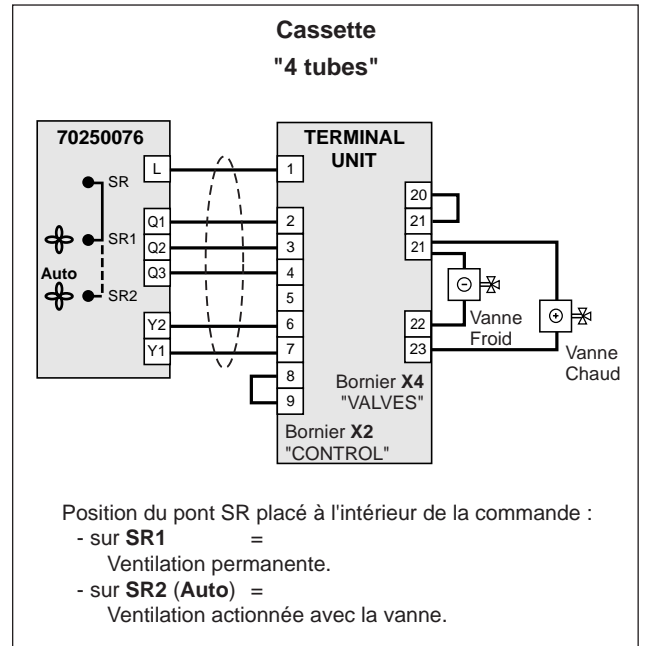 Cassette
"4 tubes"
70250076
TERMINAL
UNIT
L
1
SR
20
21
Q1
2
SR1
Q2
3
21
Auto
Q3
4
SR2
5
Y2
6
22
Vanne
Froid
Y1
7
23
Vanne
Chaud
8
9
Bornier X4
"VALVES"
Bornier X2
"CONTROL"
Position du pont SR placé à l'intérieur de la commande :
- sur SR1 =
Ventilation permanente.
- sur SR2 (Auto) =
Ventilation actionnée avec la vanne.